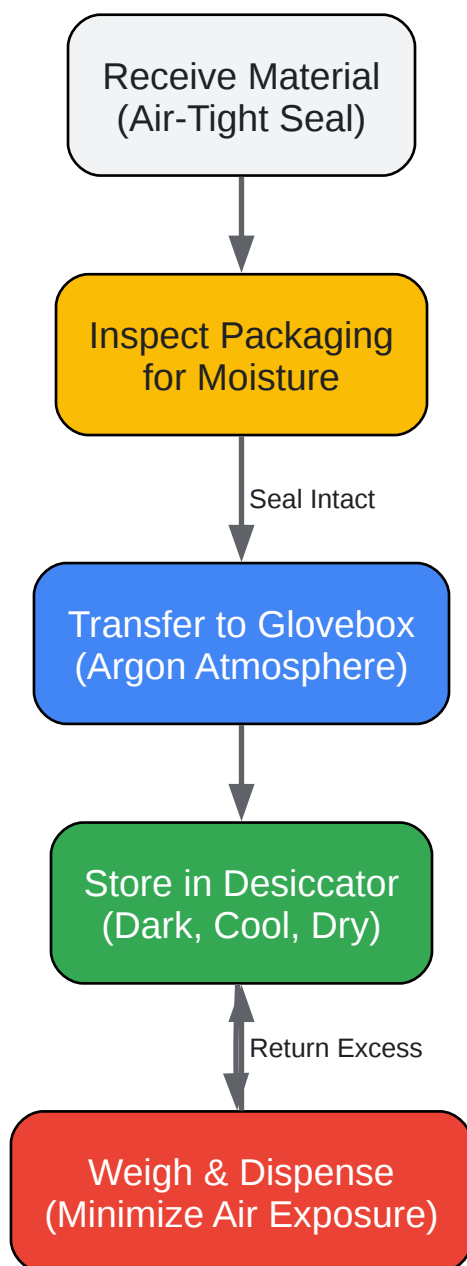 Receive Material
(Air-Tight Seal)
Inspect Packaging
for Moisture
Seal Intact
Transfer to Glovebox
(Argon Atmosphere)
Store in Desiccator
(Dark, Cool, Dry)
Return Excess
Weigh & Dispense
(Minimize Air Exposure)